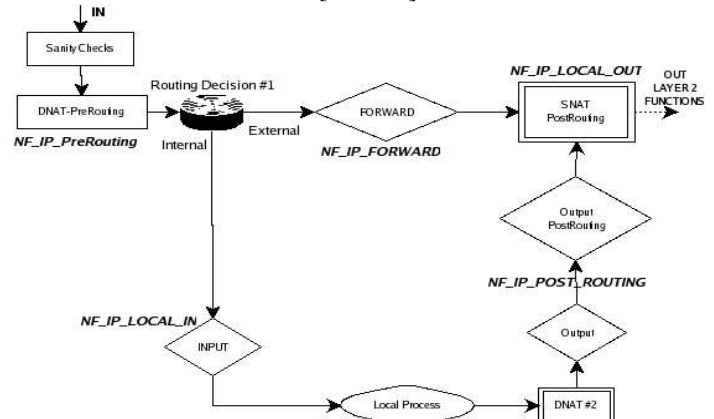 IN
Sanity Checks
Routing Decision #1
DNAT-PreRouting
NF_IP_PreRouting
Internal
External
FORWARD
NF_IP_FORWARD
NF_IP_LOCAL_OUT
SNAT
PostRouting
OUT
LAYER 2
FUNCTIONS
Output
PostRouting
NF_IP_POST_ROUTING
NF_IP_LOCAL_IN
INPUT
Output
Local Process
DNAT #2